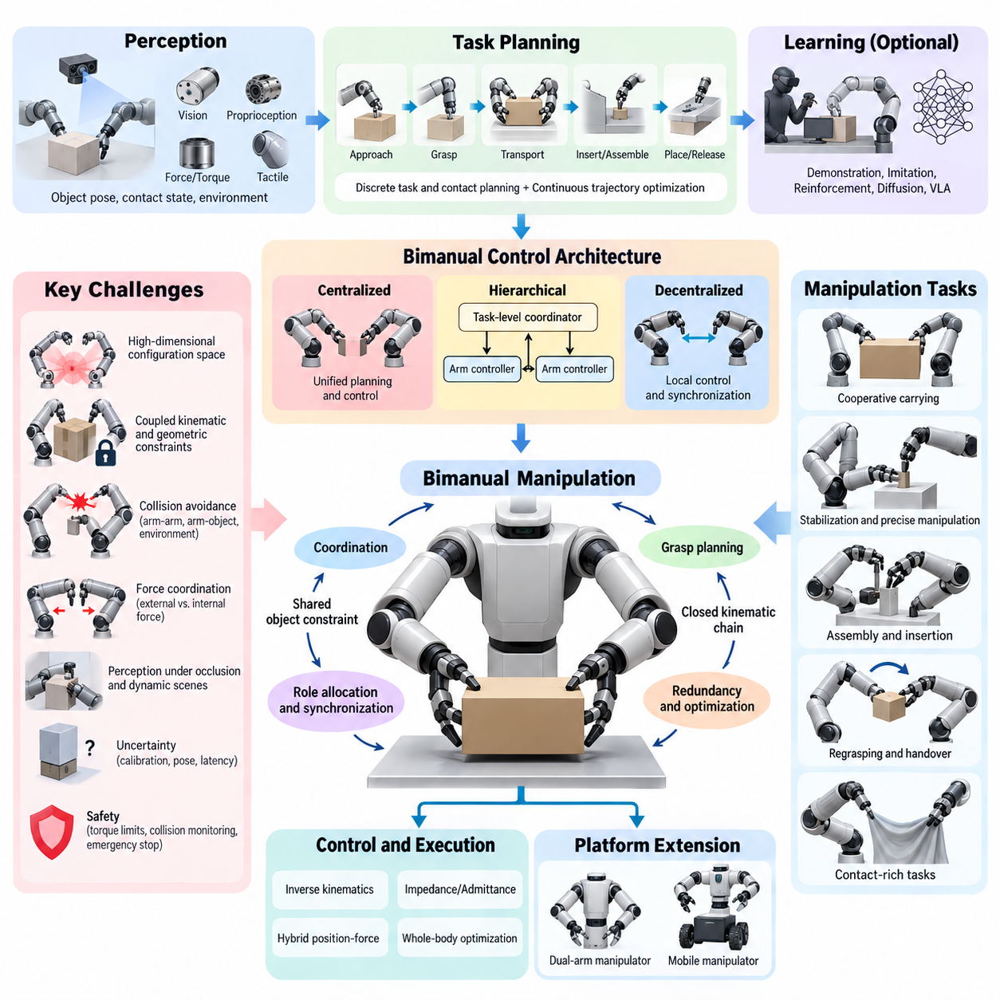 Perception
Vision
Proprioception
Force/Torque
Tactile
Object pose, contact state, environment
Task Planning
Approach
Grasp
Transport
Insert/Assemble
Place/Release
Discrete task and contact planning + Continuous trajectory optimization
Learning (Optional)
Demonstration, Imitation,
Reinforcement, Diffusion, VLA
Bimanual Control Architecture
Centralized
Unified planning
and control
Hierarchical
Task-level coordinator
Arm controller
Arm controller
Decentralized
Local control
and synchronization
Key Challenges
High-dimensional
configuration space
Coupled kinematic
and geometric
constraints
Collision avoidance
(arm-arm, arm-object,
environment)
Force coordination
(external vs. internal
force)
Perception under occlusion
and dynamic scenes
?
Uncertainty
(calibration, pose, latency)
Safety
(torque limits, collision monitoring,
emergency stop)
Bimanual Manipulation
Coordination
Grasp planning
Shared
object constraint
Closed kinematic
chain
Role allocation
and synchronization
Redundancy
and optimization
Manipulation Tasks
Cooperative carrying
Stabilization and precise manipulation
Assembly and insertion
Regrasping and handover
Contact-rich tasks
Control and Execution
Inverse kinematics
Impedance/Admittance
Hybrid position-force
Whole-body optimization
Platform Extension
Dual-arm manipulator
Mobile manipulator